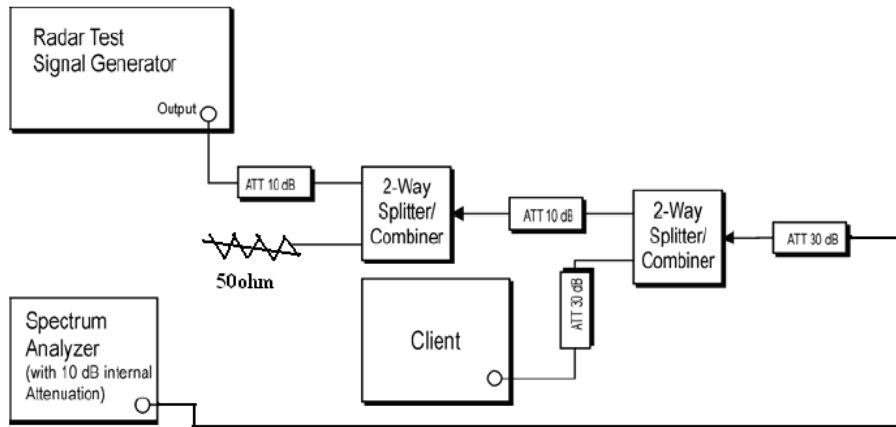 Radar Test
Signal Generator
Output
ATT 10 dB
2-Way
Splitter/
Combiner
ATT 10 dB
2-Way
Splitter/
Combiner
ATT 30 dB
50ohm
ATT 30 dB
Client
Spectrum
Analyzer
(with 10 dB internal
Attenuation)